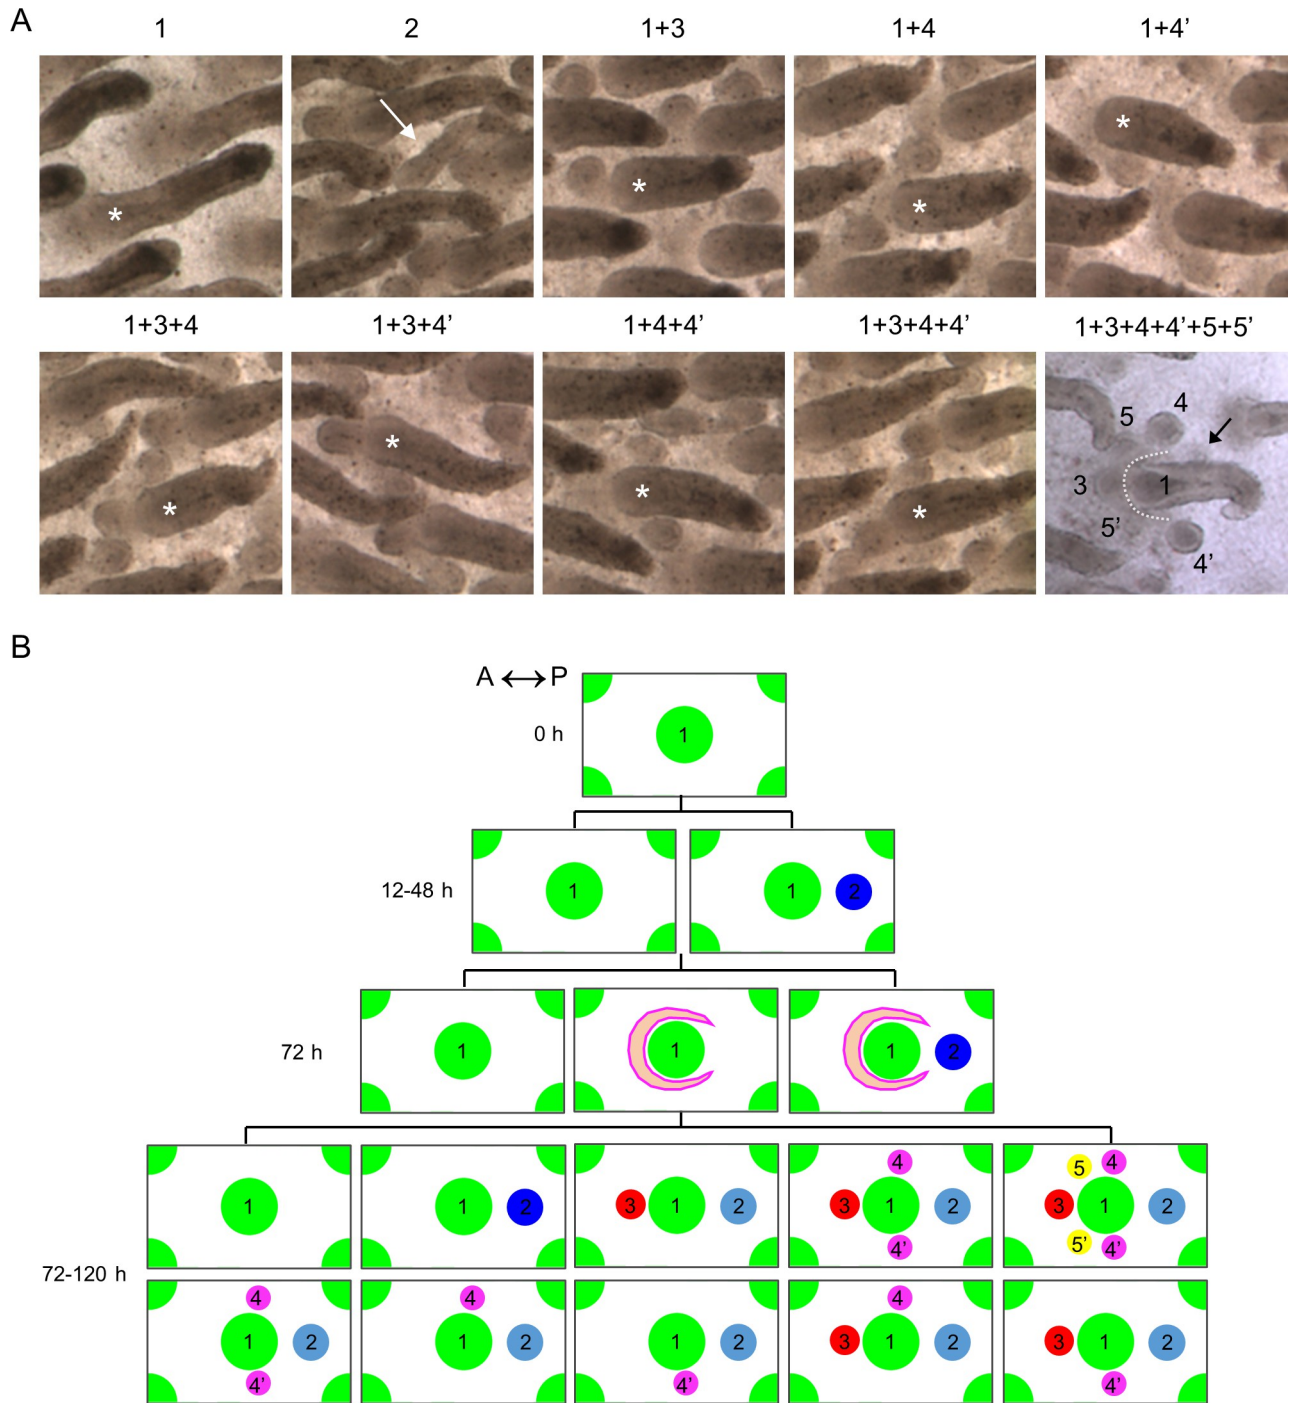 A
1 2 1+3 1+4 1+4’
* * * *
1+3+4 1+3+4’ 1+4+4’ 1+3+4+4’ 1+3+4+4’+5+5’
* * * *
5 4
3 1
5’
4’
B
A ↔ P
0 h 1
12-48 h 1 1 2
72 h 1 1 1 2
1 1 2 3 1 2 4 3 1 2 4’ 5 4 3 1 2 5’ 4’
72-120 h
4 1 2 4’ 4 1 2 1 2 4’ 4 3 1 2 3 1 2 4’